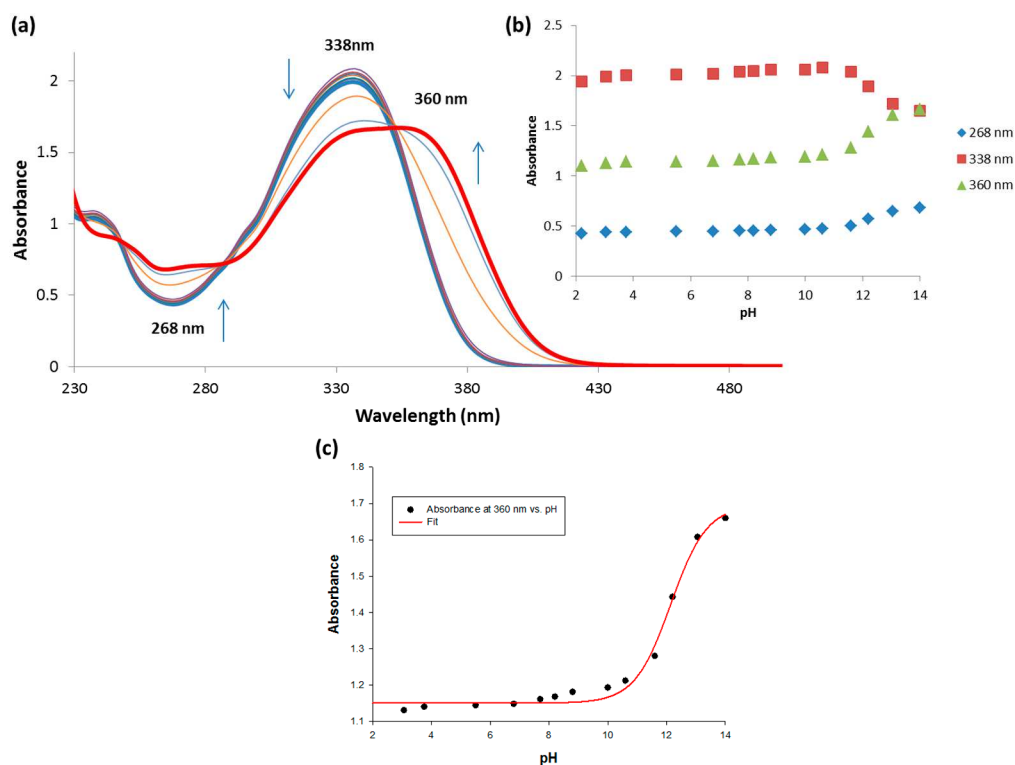 (a)
338nm
360 nm
268 nm
Absorbance
2
1.5
1
0.5
0
230
280
330
380
430
480
Wavelength (nm)
(b)
Absorbance
2.5
2
1.5
1
0.5
0
2
4
6
8
10
12
14
pH
268 nm
338 nm
360 nm
(c)
Absorbance
1.8
1.7
1.6
1.5
1.4
1.3
1.2
1.1
Absorbance at 360 nm vs. pH
Fit
2
4
6
8
10
12
14
pH